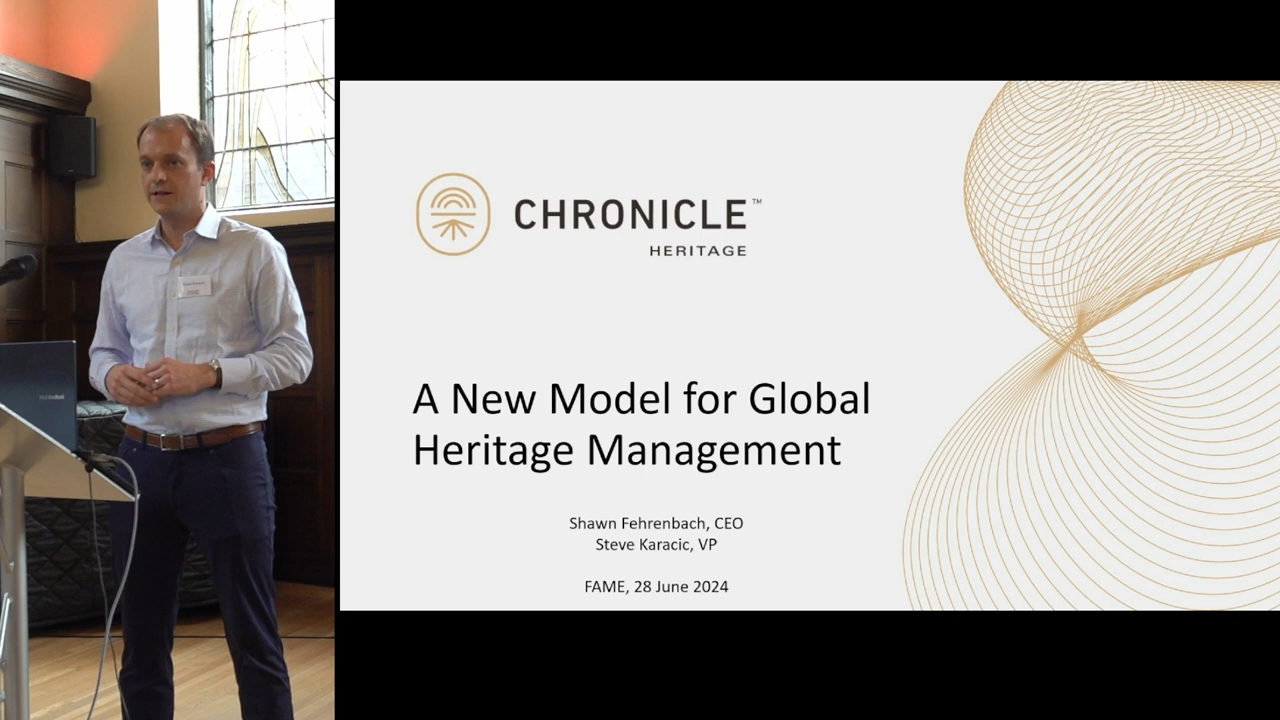 CHRONICLE™
HERITAGE
A New Model for Global
Heritage Management
Shawn Fehrenbach, CEO
Steve Karacic, VP
FAME, 28 June 2024